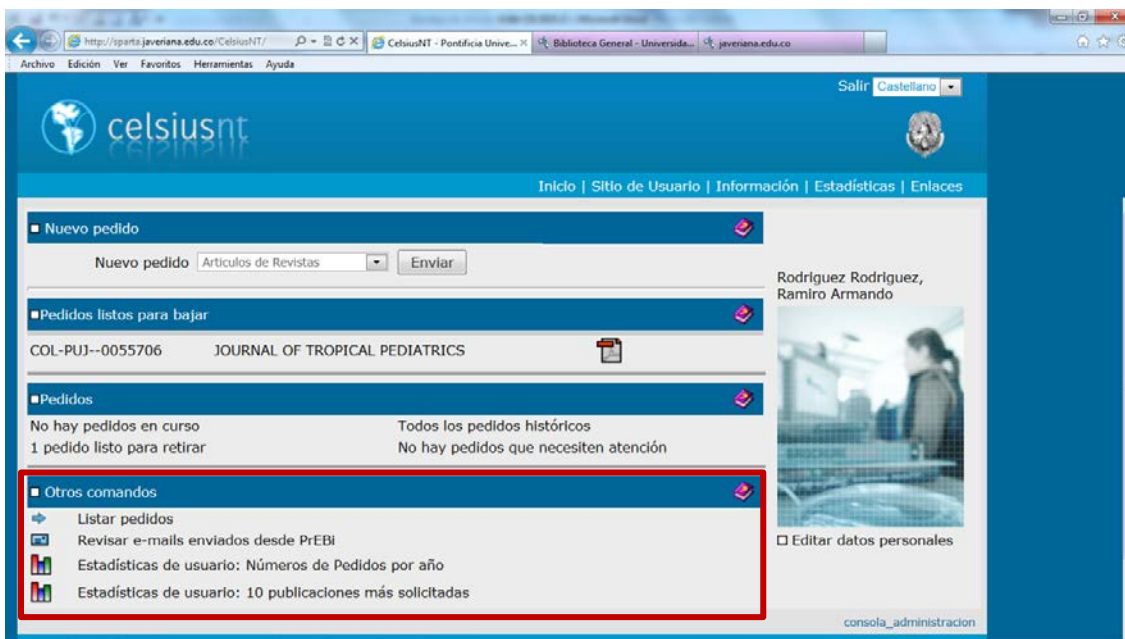 http://sparta.javeriana.edu.co/CelsiusNT/
CelsiusNT - Pontificia Unive...
Biblioteca General - Universida...
javeriana.edu.co
Archivo Edición Ver Favoritos Herramientas Ayuda
Salir Castellano
celsiusnt
Inicio | Sitio de Usuario | Información | Estadísticas | Enlaces
Nuevo pedido
Nuevo pedido Articulos de Revistas Enviar
Rodriguez Rodriguez,
Ramiro Armando
Pedidos listos para bajar
COL-PUJ--0055706 JOURNAL OF TROPICAL PEDIATRICS
Pedidos
No hay pedidos en curso Todos los pedidos históricos
1 pedido listo para retirar No hay pedidos que necesiten atención
Otros comandos
Listar pedidos
Revisar e-mails enviados desde PrEBi
Editar datos personales
Estadísticas de usuario: Números de Pedidos por año
Estadísticas de usuario: 10 publicaciones más solicitadas
consola_administracion